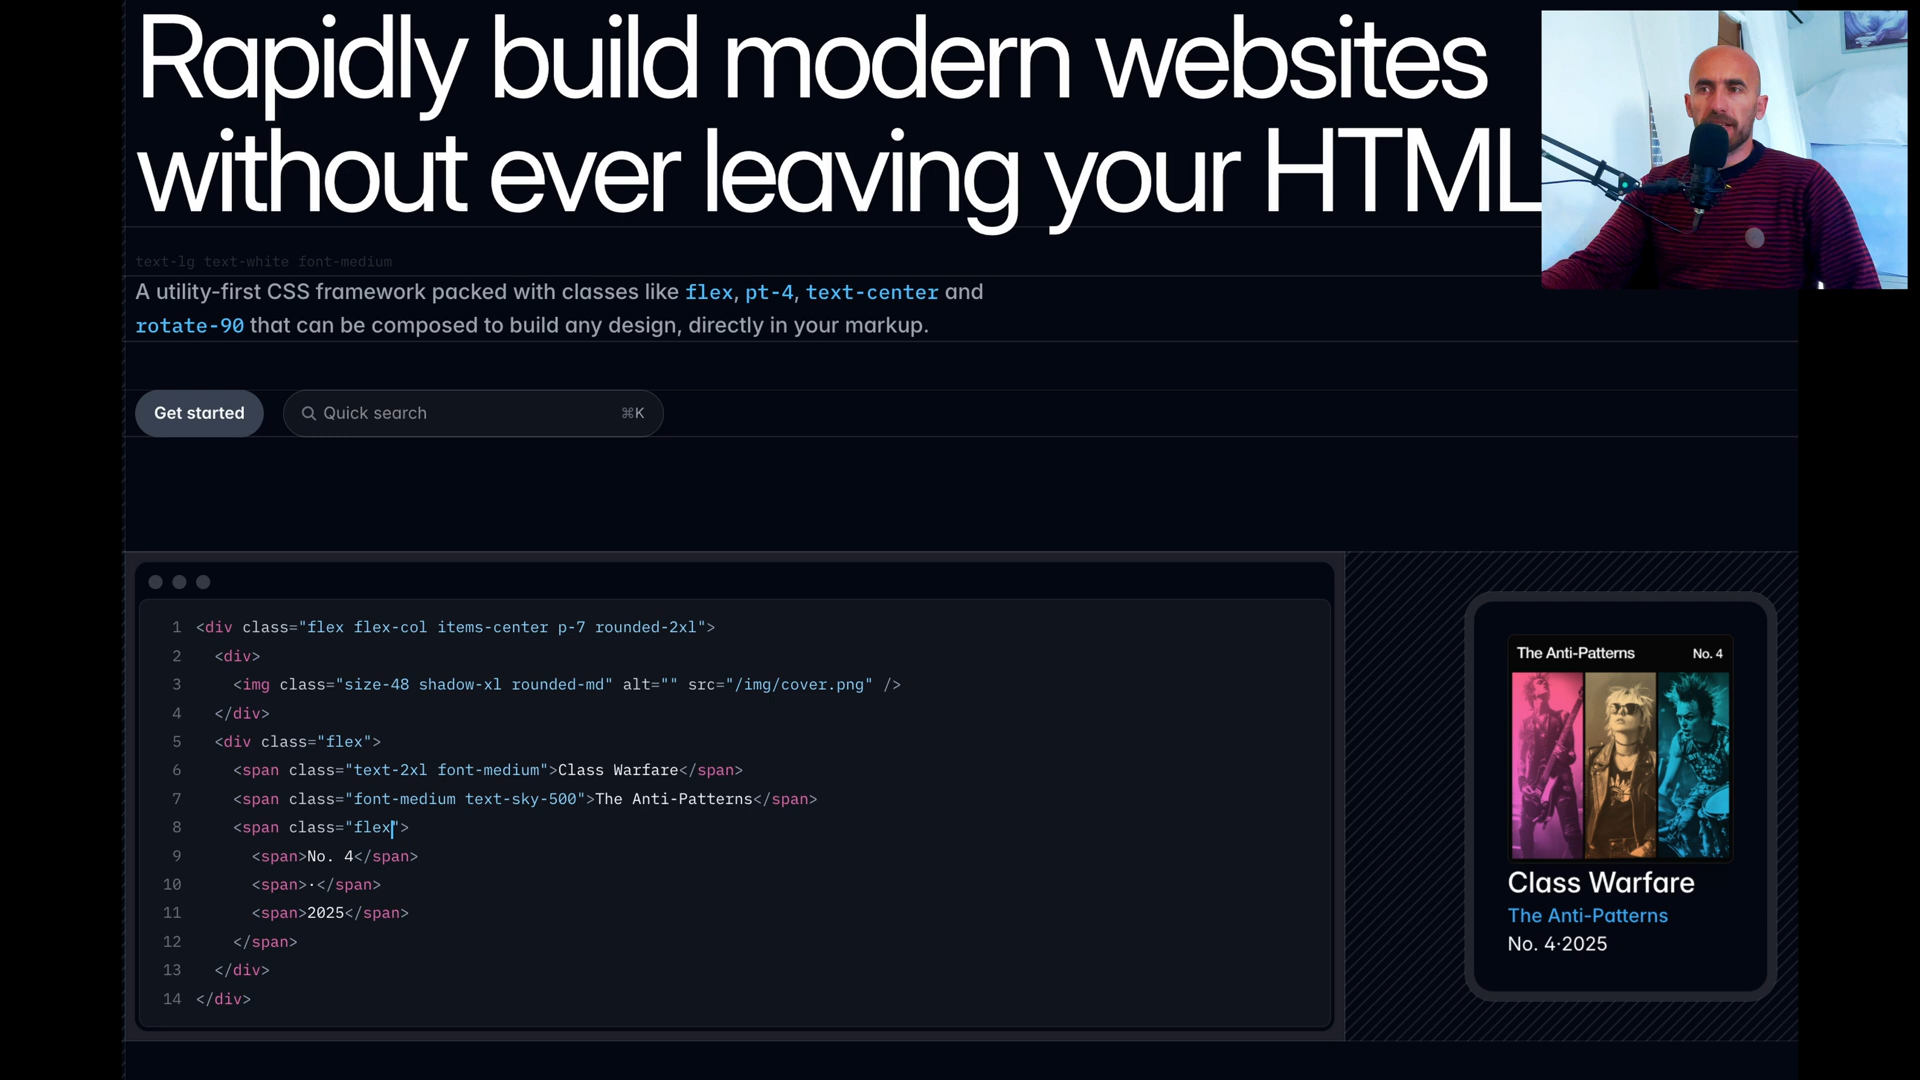 Rapidly build modern websites
without ever leaving your HTML
text-lg text-white font-medium
A utility-first CSS framework packed with classes like flex, pt-4, text-center and
rotate-90 that can be composed to build any design, directly in your markup.
Get started
Quick search ⌘K
1 <div class="flex flex-col items-center p-7 rounded-2xl">
2 <div>
3 <img class="size-48 shadow-xl rounded-md" alt="" src="/img/cover.png" />
4 </div>
5 <div class="flex">
6 <span class="text-2xl font-medium">Class Warfare</span>
7 <span class="font-medium text-sky-500">The Anti-Patterns</span>
8 <span class="flex">
9 <span>No. 4</span>
10 <span>·</span>
11 <span>2025</span>
12 </span>
13 </div>
14 </div>
The Anti-Patterns No. 4
Class Warfare
The Anti-Patterns
No. 4·2025